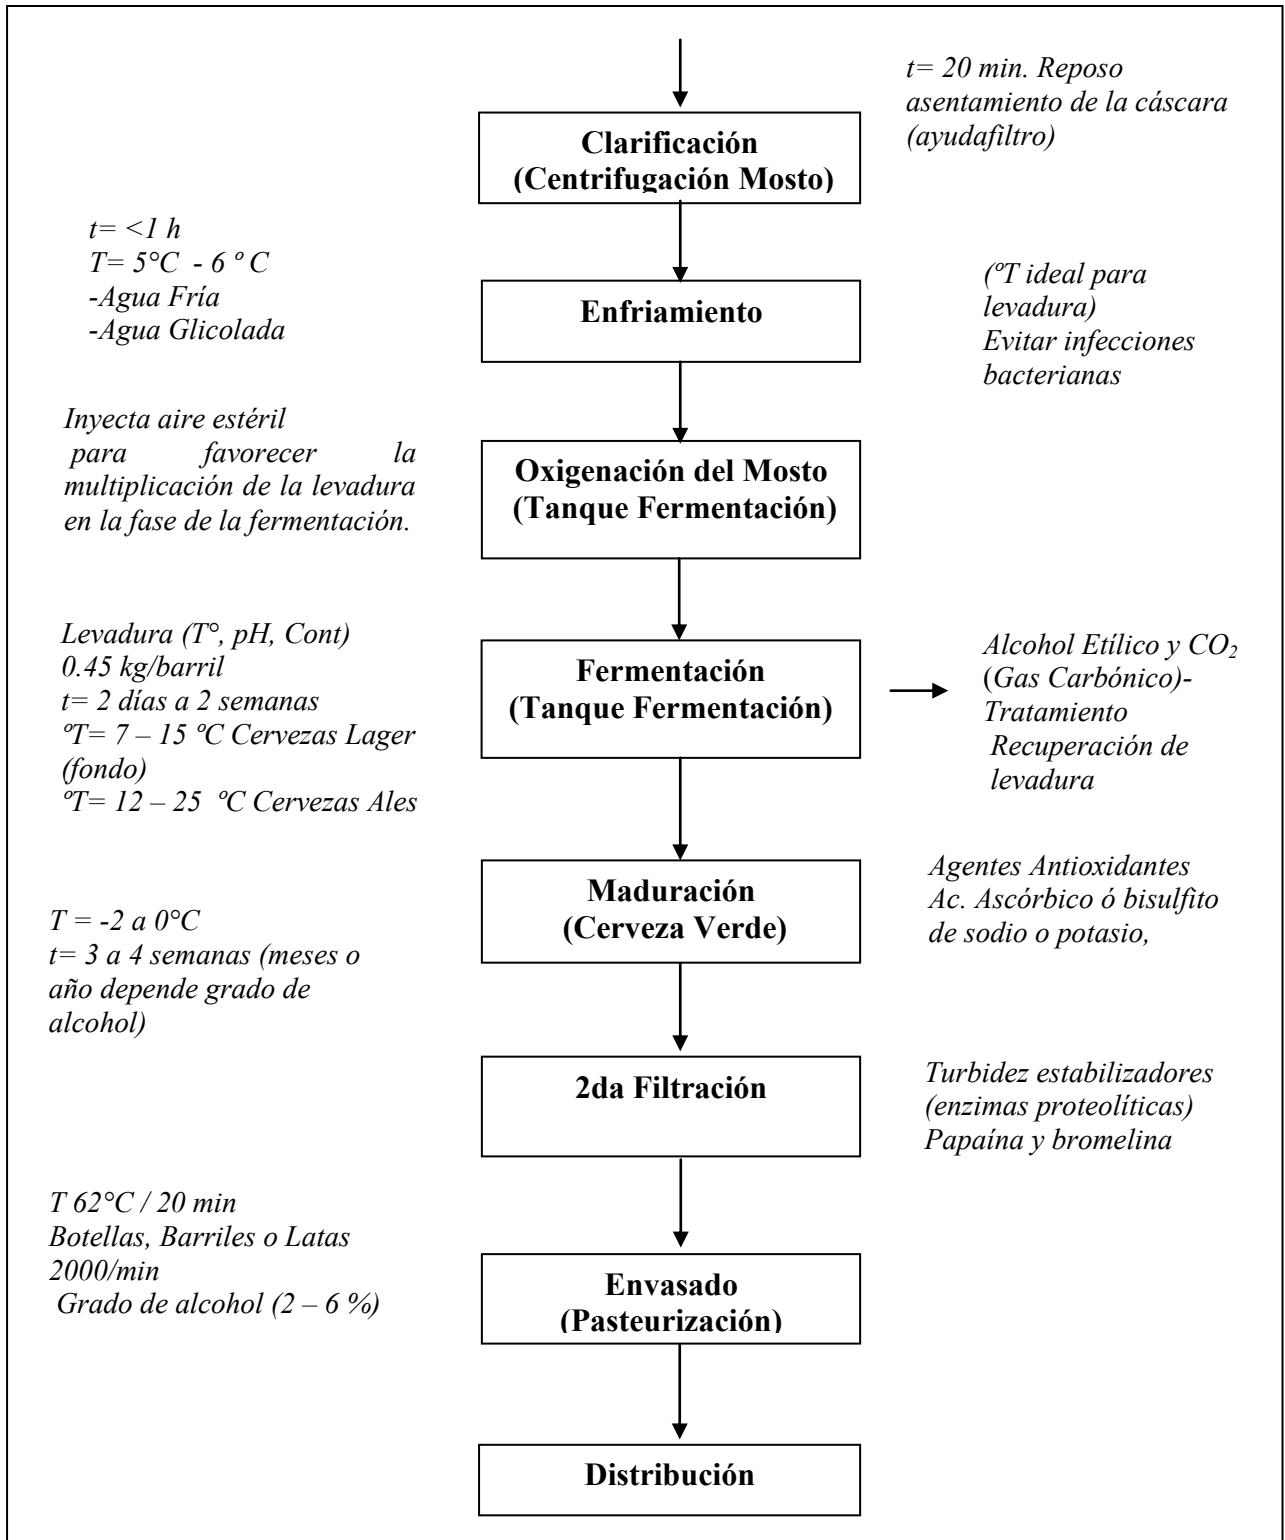 t= 20 min. Reposo
asentamiento de la cáscara
(ayudafiltro)
Clarificación
(Centrifugación Mosto)
t= <1 h
T= 5°C - 6 º C
-Agua Fría
-Agua Glicolada
Enfriamiento
(ºT ideal para
levadura)
Evitar infecciones
bacterianas
Inyecta aire estéril
para favorecer la
multiplicación de la levadura
en la fase de la fermentación.
Oxigenación del Mosto
(Tanque Fermentación)
Levadura (T°, pH, Cont)
0.45 kg/barril
t= 2 días a 2 semanas
ºT= 7 – 15 ºC Cervezas Lager
(fondo)
ºT= 12 – 25 ºC Cervezas Ales
Fermentación
(Tanque Fermentación)
Alcohol Etílico y CO₂
(Gas Carbónico)-
Tratamiento
Recuperación de
levadura
Maduración
(Cerveza Verde)
Agentes Antioxidantes
Ac. Ascórbico ó bisulfito
de sodio o potasio,
T = -2 a 0°C
t= 3 a 4 semanas (meses o
año depende grado de
alcohol)
2da Filtración
Turbidez estabilizadores
(enzimas proteolíticas)
Papaína y bromelina
T 62°C / 20 min
Botellas, Barriles o Latas
2000/min
Grado de alcohol (2 – 6 %)
Envasado
(Pasteurización)
Distribución